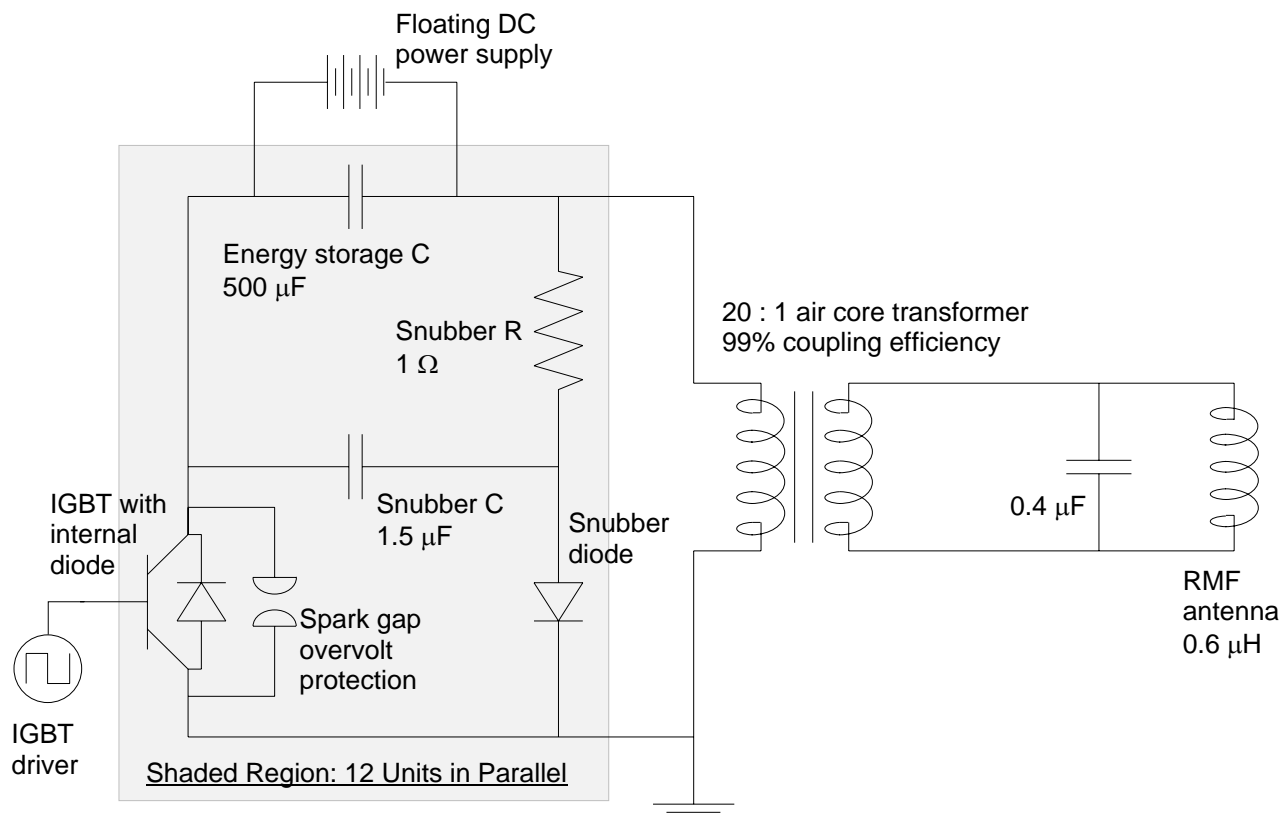 Floating DC
power supply
Energy storage C
500 μF
Snubber R
1 Ω
20 : 1 air core transformer
99% coupling efficiency
Snubber C
1.5 μF
IGBT with
internal
diode
Snubber
diode
0.4 μF
Spark gap
overvolt
protection
RMF
antenna
0.6 μH
IGBT
driver
Shaded Region: 12 Units in Parallel